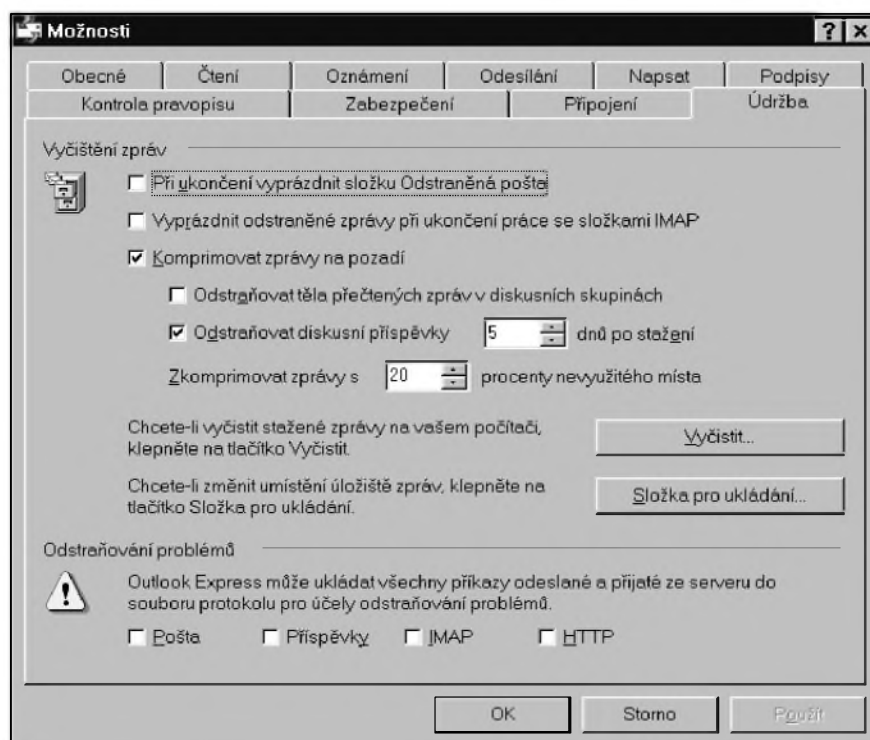 Možnosti
Obecné Čtení Oznámení Odesílání Napsat Podpisy
Kontrola pravopisu Zabezpečení Připojení Údržba
Vyčištění zpráv
Při ukončení vyprázdnit složku Odstraněná pošta
Vyprázdnit odstraněné zprávy při ukončení práce se složkami IMAP
Komprimovat zprávy na pozadí
Odstraňovat těla přečtených zpráv v diskusních skupinách
Odstraňovat diskusní příspěvky 5 dnů po stažení
Zkomprimovat zprávy s 20 procenty nevyužitého místa
Chcete-li vyčistit stažené zprávy na vašem počítači,
klepněte na tlačítko Vyčistit.
Vyčistit...
Chcete-li změnit umístění úložiště zpráv, klepněte na
tlačítko Složka pro ukládání.
Složka pro ukládání...
Odstraňování problémů
Outlook Express může ukládat všechny příkazy odeslané a přijaté ze serveru do
souboru protokolu pro účely odstraňování problémů.
Pošta Příspěvky IMAP HTTP
OK Storno Použít